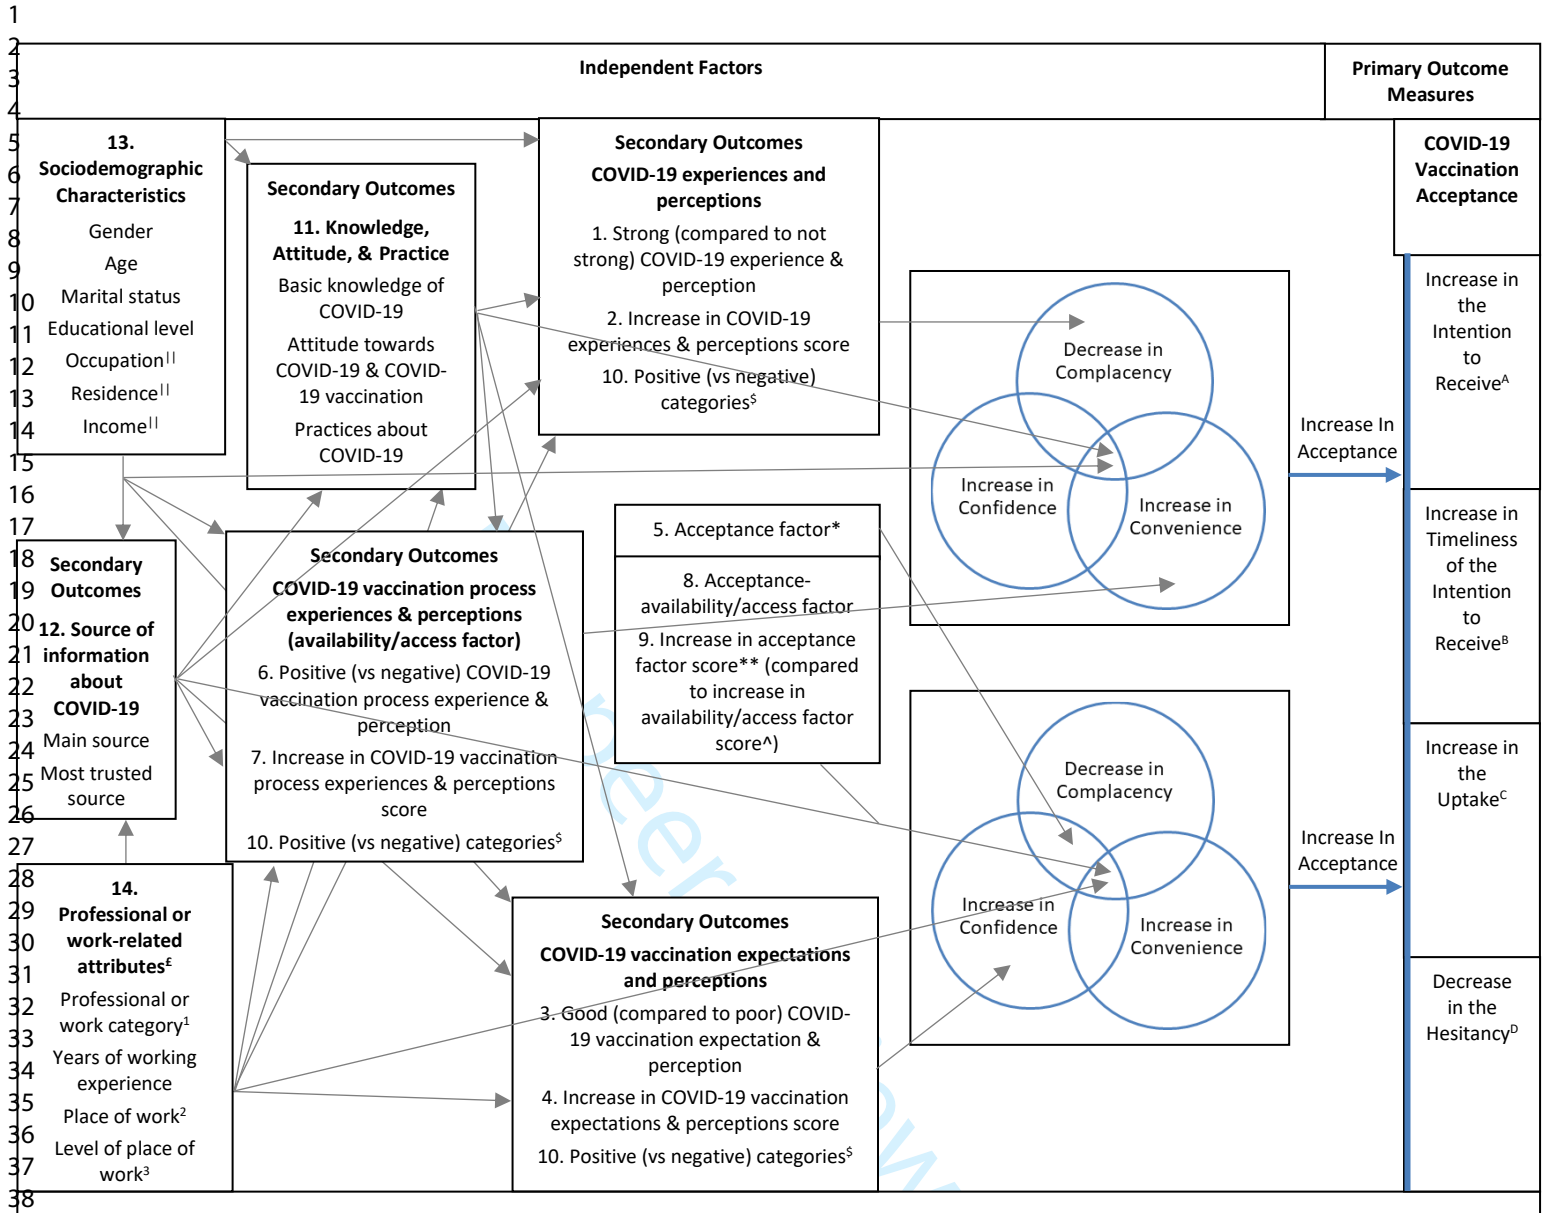 1
2
3
4
5
6
7
8
9
10
11
12
13
14
15
16
17
18
19
20
21
22
23
24
25
26
27
28
29
30
31
32
33
34
35
36
37
38
Independent Factors
Primary Outcome
Measures
13.
Sociodemographic
Characteristics
Gender
Age
Marital status
Educational level
Occupation||
Residence||
Income||
Secondary Outcomes
11. Knowledge,
Attitude, & Practice
Basic knowledge of
COVID-19
Attitude towards
COVID-19 & COVID-
19 vaccination
Practices about
COVID-19
Secondary Outcomes
COVID-19 experiences and
perceptions
1. Strong (compared to not
strong) COVID-19 experience &
perception
2. Increase in COVID-19
experiences & perceptions score
10. Positive (vs negative)
categories$
Secondary
Outcomes
12. Source of
information
about
COVID-19
Main source
Most trusted
source
Secondary Outcomes
COVID-19 vaccination process
experiences & perceptions
(availability/access factor)
6. Positive (vs negative) COVID-19
vaccination process experience &
perception
7. Increase in COVID-19 vaccination
process experiences & perceptions
score
10. Positive (vs negative) categories$
5. Acceptance factor*
8. Acceptance-
availability/access factor
9. Increase in acceptance
factor score** (compared
to increase in
availability/access factor
score^)
14.
Professional or
work-related
attributes£
Professional or
work category1
Years of working
experience
Place of work2
Level of place of
work3
Secondary Outcomes
COVID-19 vaccination expectations
and perceptions
3. Good (compared to poor) COVID-
19 vaccination expectation &
perception
4. Increase in COVID-19 vaccination
expectations & perceptions score
10. Positive (vs negative) categories$
Decrease in
Complacency
Increase in
Confidence
Increase in
Convenience
Increase In
Acceptance
Decrease in
Complacency
Increase in
Confidence
Increase in
Convenience
Increase In
Acceptance
COVID-19
Vaccination
Acceptance
Increase in
the
Intention
to
ReceiveA
Increase in
Timeliness
of the
Intention
to
ReceiveB
Increase in
the
UptakeC
Decrease
in the
HesitancyD
peer